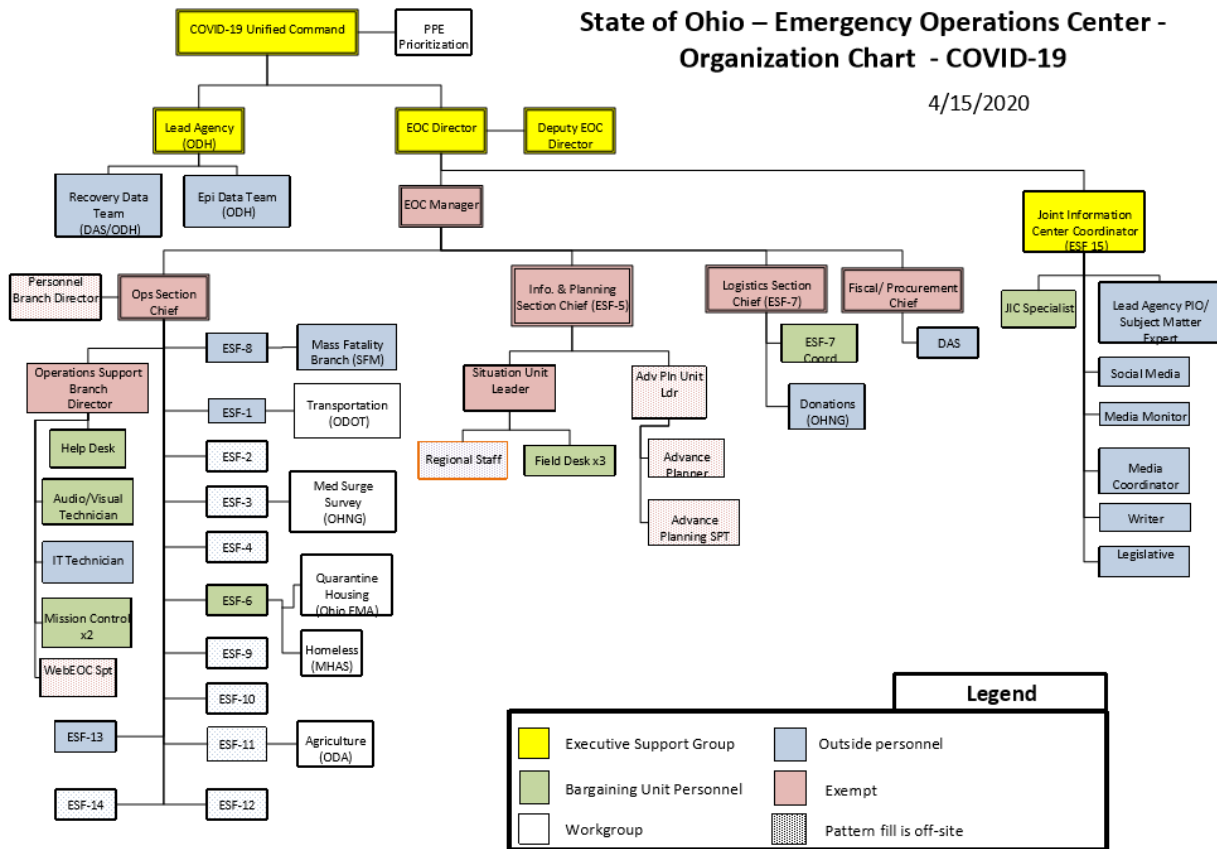 State of Ohio – Emergency Operations Center -
Organization Chart - COVID-19
4/15/2020
COVID-19 Unified Command
PPE
Prioritization
Lead Agency
(ODH)
EOC Director
Deputy EOC
Director
Recovery Data
Team
(DAS/ODH)
Epi Data Team
(ODH)
EOC Manager
Joint Information
Center Coordinator
(ESF 15)
Personnel
Branch Director
Ops Section
Chief
Info. & Planning
Section Chief (ESF-5)
Logistics Section
Chief (ESF-7)
Fiscal/ Procurement
Chief
JIC Specialist
Lead Agency PIO/
Subject Matter
Expert
ESF-8
Mass Fatality
Branch (SFM)
ESF-7
Coord
DAS
Operations Support
Branch
Director
Situation Unit
Leader
Adv Pln Unit
Ldr
Social Media
ESF-1
Transportation
(ODOT)
Donations
(OHNG)
Media Monitor
Help Desk
ESF-2
Regional Staff
Field Desk x3
Advance
Planner
Media
Coordinator
Audio/Visual
Technician
ESF-3
Med Surge
Survey
(OHNG)
Advance
Planning SPT
Writer
IT Technician
ESF-4
Legislative
Mission Control
x2
ESF-6
Quarantine
Housing
(Ohio EMA)
WebEOC Spt
ESF-9
Homeless
(MHAS)
ESF-10
ESF-13
ESF-11
Agriculture
(ODA)
ESF-14
ESF-12
Legend
Executive Support Group
Outside personnel
Bargaining Unit Personnel
Exempt
Workgroup
Pattern fill is off-site